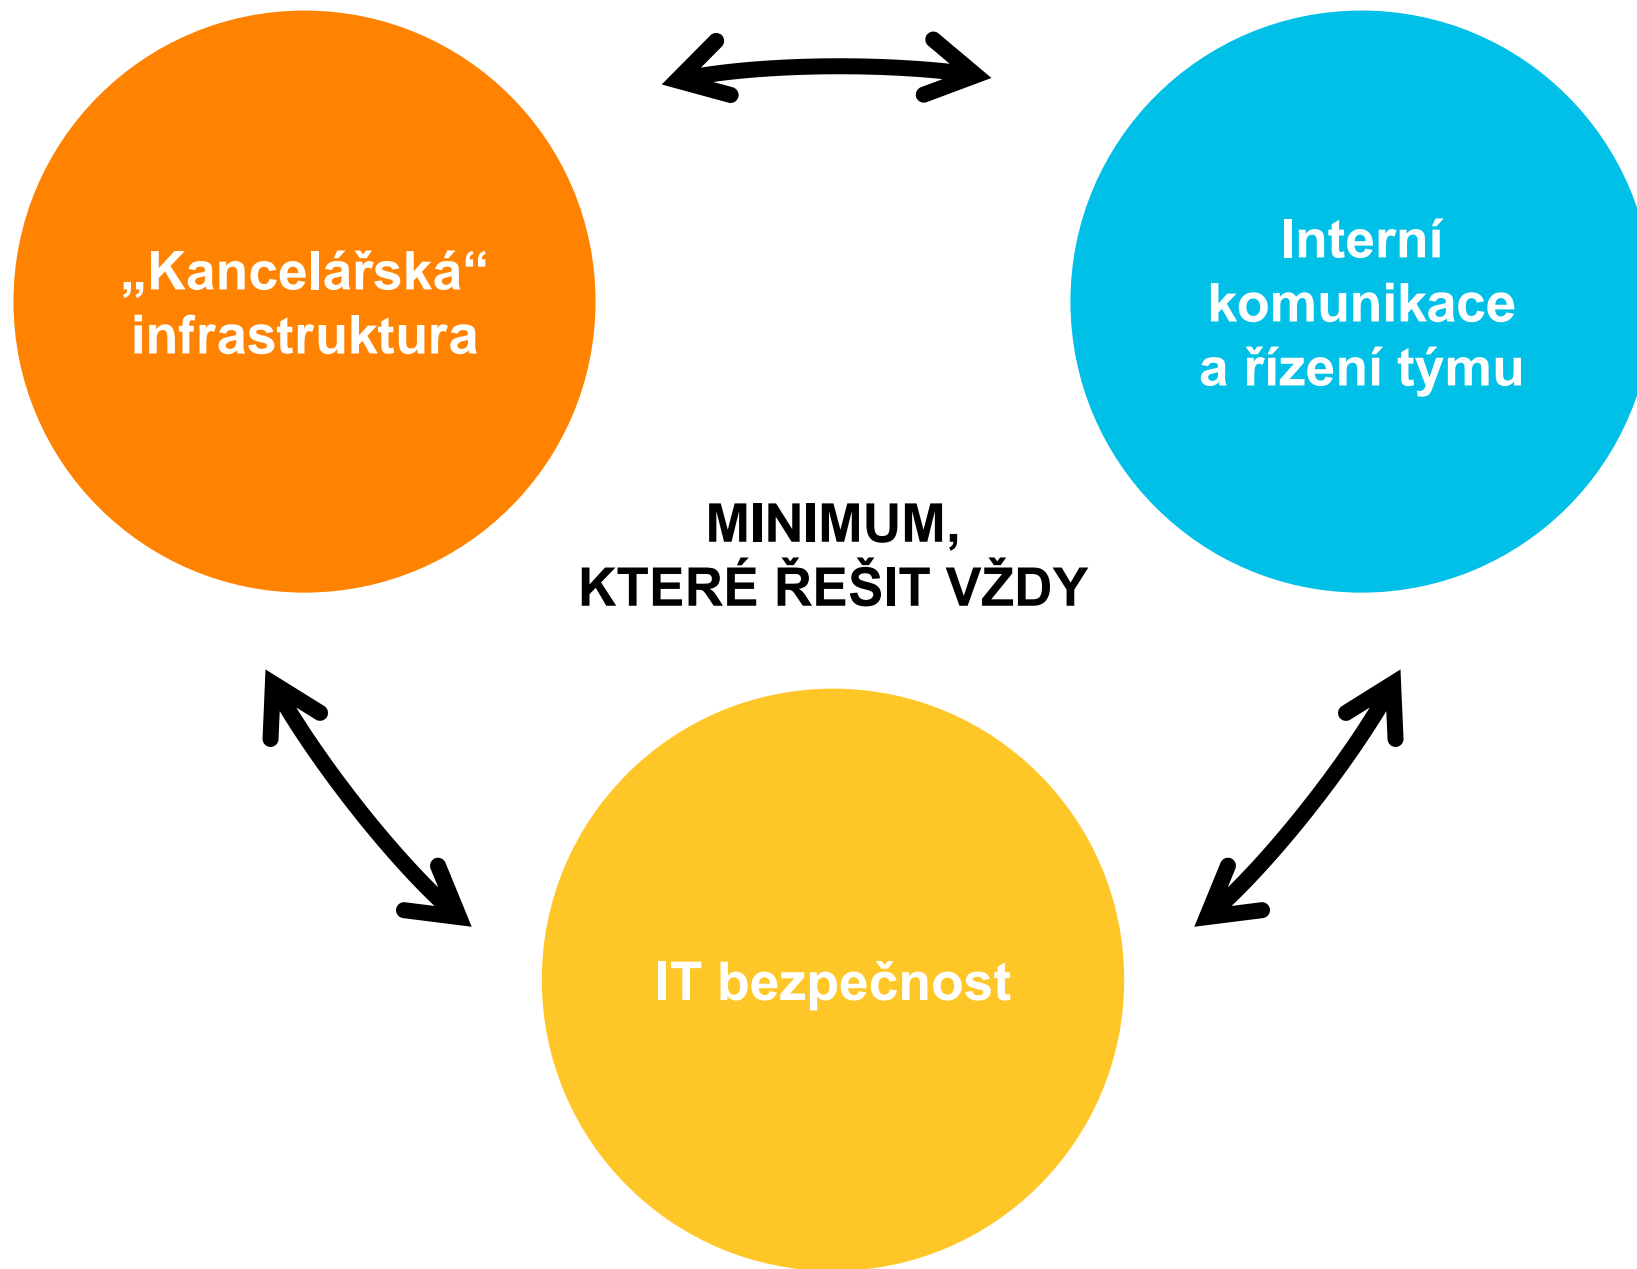 „Kancelářská“
infrastruktura
Interní
komunikace
a řízení týmu
MINIMUM,
KTERÉ ŘEŠIT VŽDY
IT bezpečnost